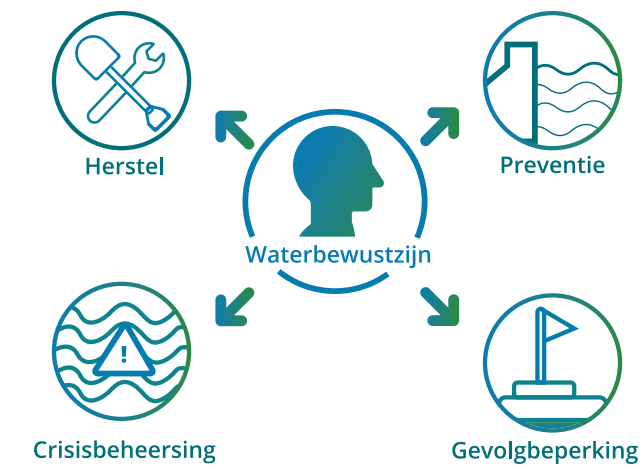 Herstel
Preventie
Waterbewustzijn
!
Crisisbeheersing
Gevolgbeperking